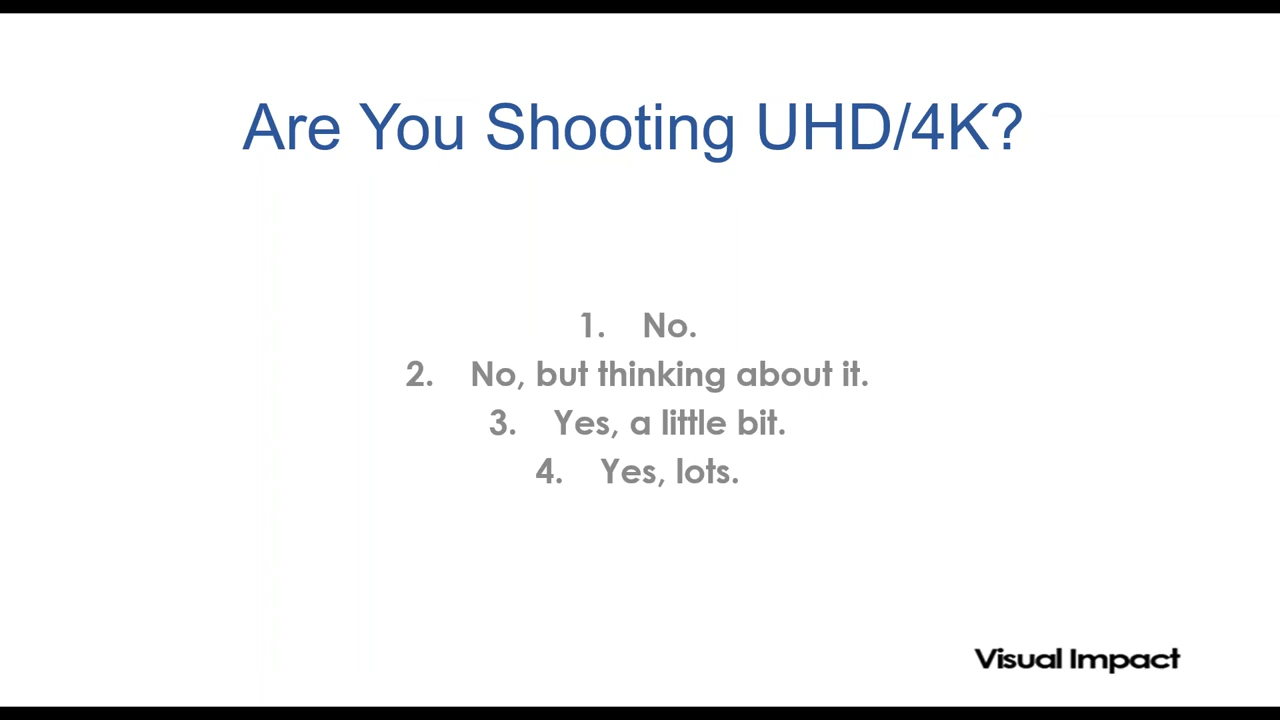 Are You Shooting UHD/4K?
1. No.
2. No, but thinking about it.
3. Yes, a little bit.
4. Yes, lots.
Visual Impact